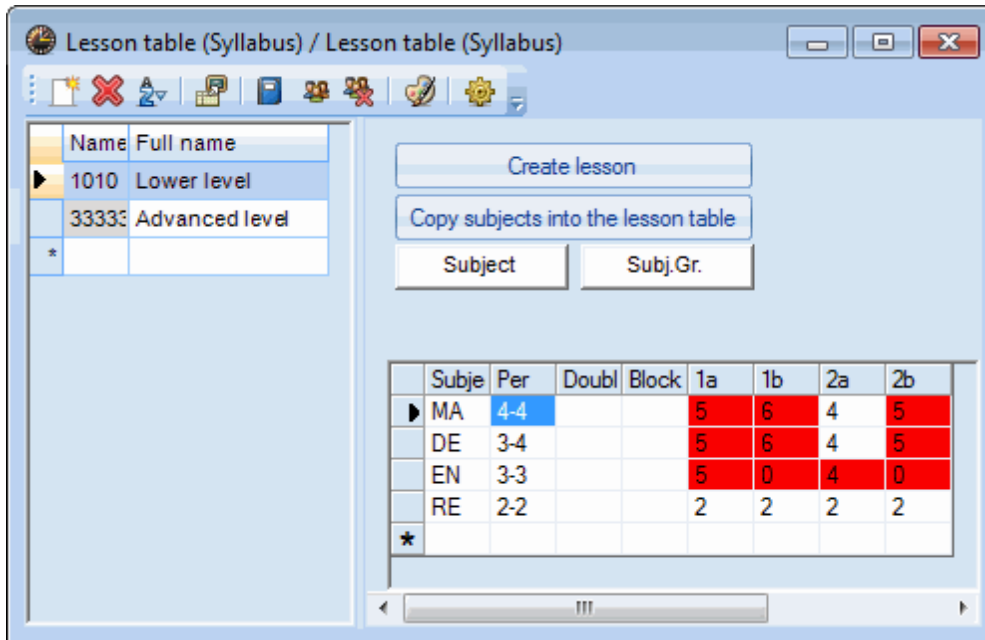 Lesson table (Syllabus) / Lesson table (Syllabus)
Name Full name
1010 Lower level
33333 Advanced level
*
Create lesson
Copy subjects into the lesson table
Subject Subj.Gr.
Subje Per Doubl Block 1a 1b 2a 2b
MA 4-4 5 6 4 5
DE 3-4 5 6 4 5
EN 3-3 5 0 4 0
RE 2-2 2 2 2 2
*